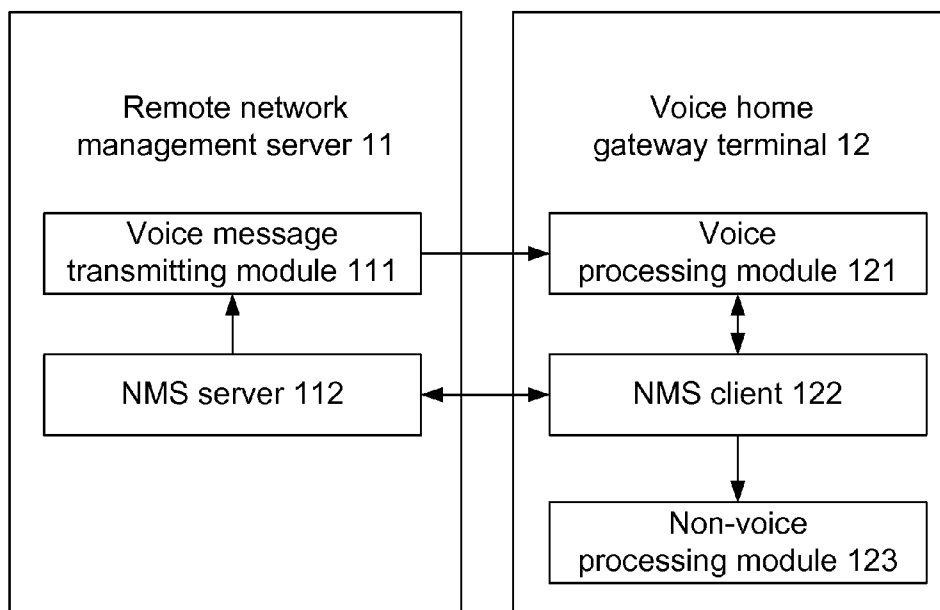 Remote network
management server 11
Voice message
transmitting module 111
NMS server 112
Voice home
gateway terminal 12
Voice
processing module 121
NMS client 122
Non-voice
processing module 123